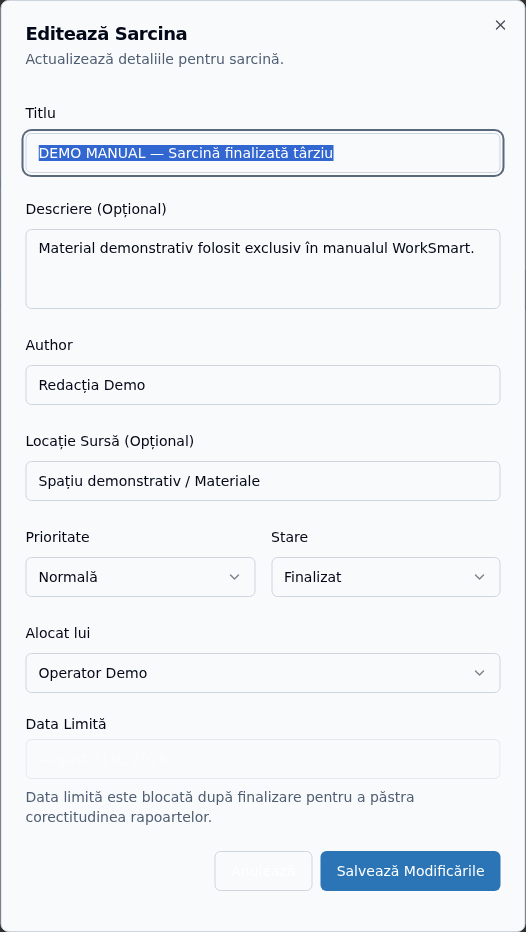 Editează Sarcina
Actualizează detaliile pentru sarcină.
Titlu
DEMO MANUAL — Sarcină finalizată târziu
Descriere (Opțional)
Material demonstrativ folosit exclusiv în manualul WorkSmart.
Author
Redacția Demo
Locație Sursă (Opțional)
Spațiu demonstrativ / Materiale
Prioritate
Stare
Normală
Finalizat
Alocat lui
Operator Demo
Data Limită
Data limită este blocată după finalizare pentru a păstra
corectitudinea rapoartelor.
Anulează
Salvează Modificările